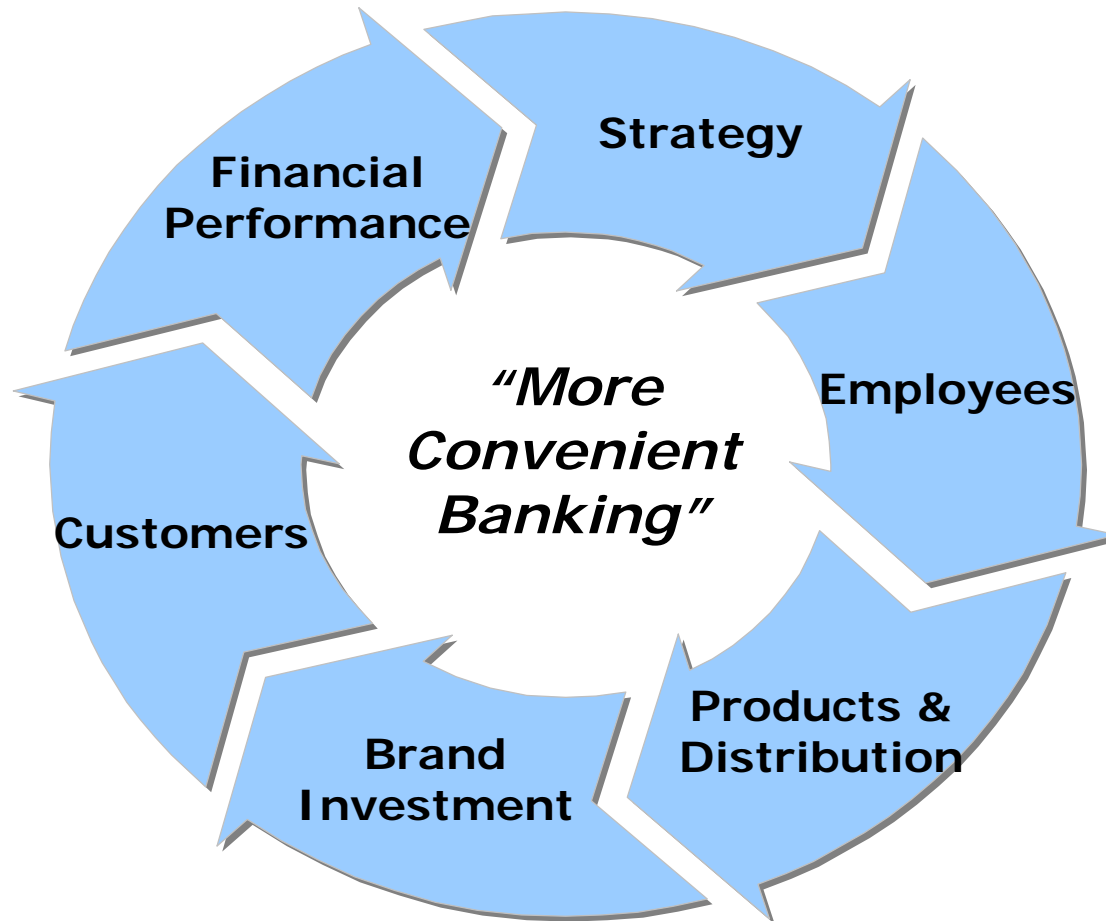 Strategy
Financial
Performance
Employees
“More
Convenient
Banking”
Customers
Products &
Distribution
Brand
Investment